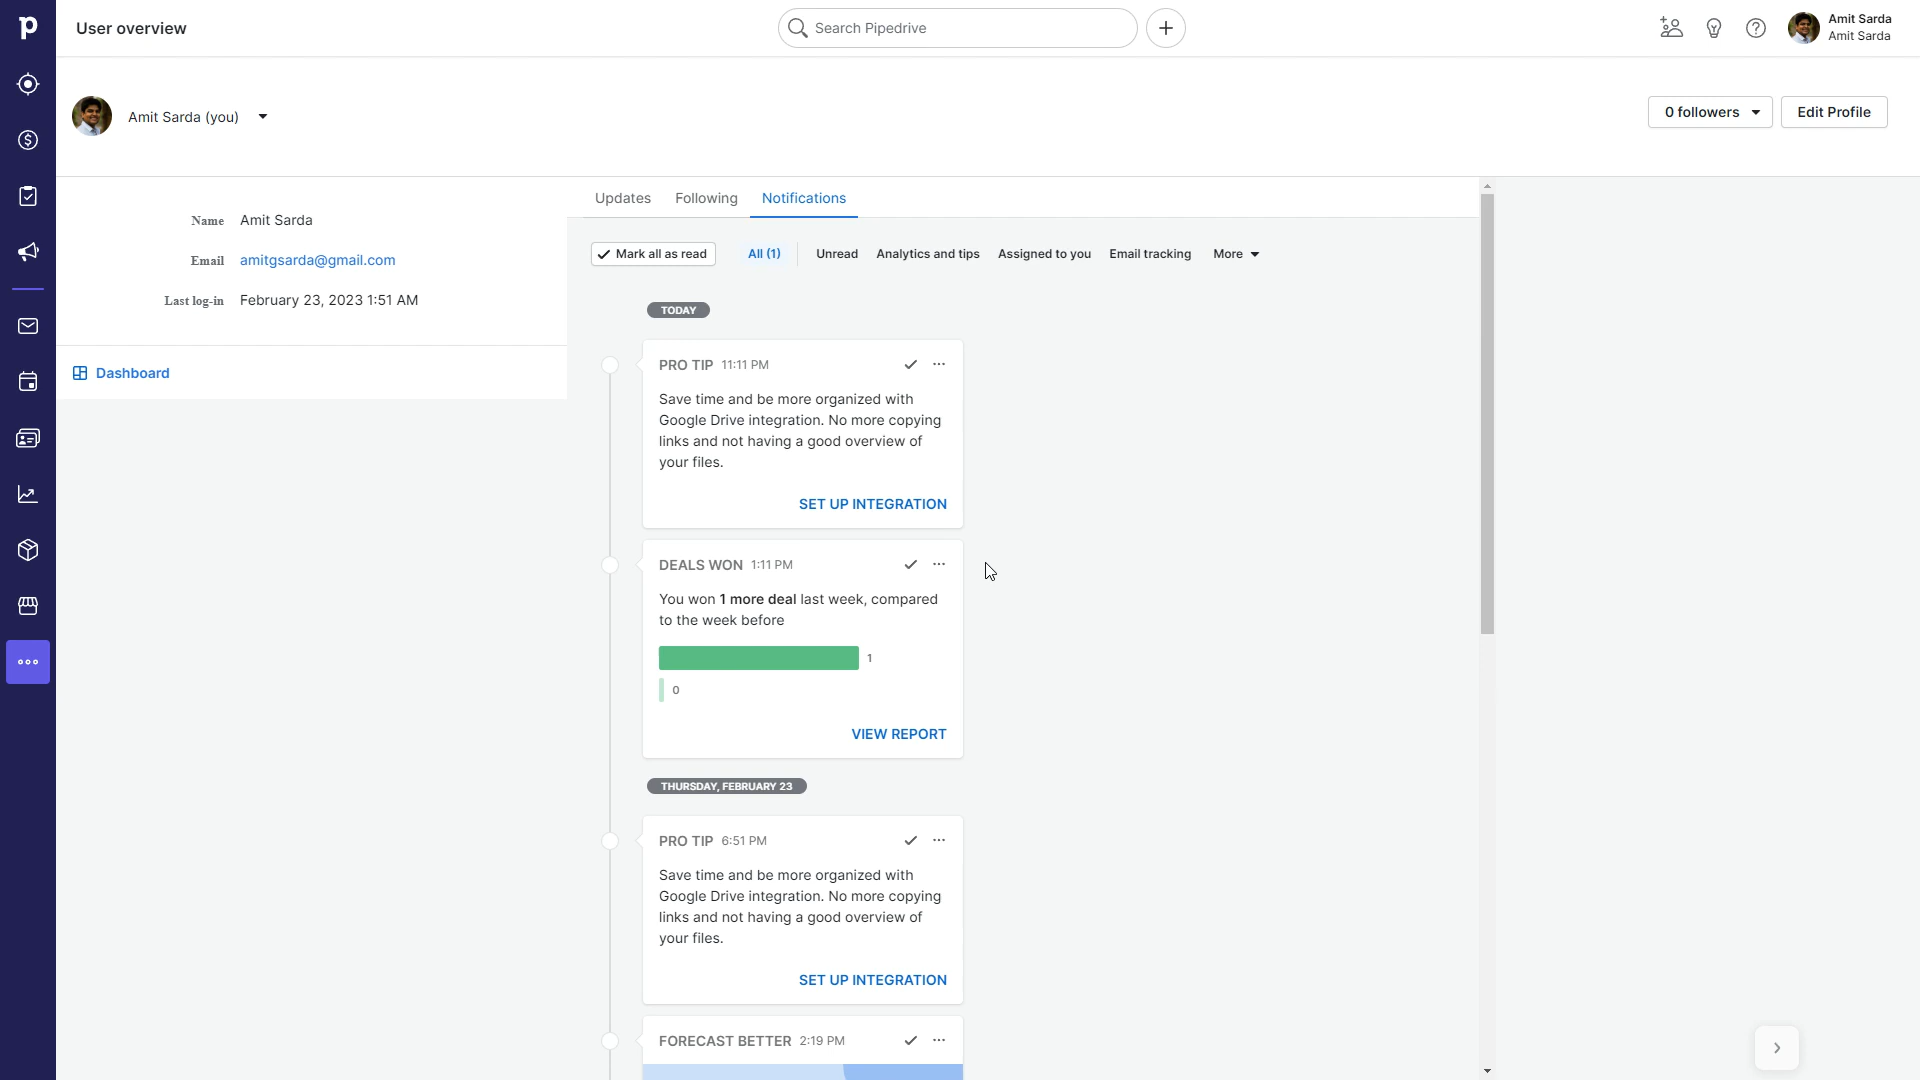 User overview
Search Pipedrive
Amit Sarda
Amit Sarda
Amit Sarda (you)
0 followers
Edit Profile
Name Amit Sarda
Email amitgsarda@gmail.com
Last log-in February 23, 2023 1:51 AM
Dashboard
Updates Following Notifications
Mark all as read All (1) Unread Analytics and tips Assigned to you Email tracking More
TODAY
PRO TIP 11:11 PM
Save time and be more organized with
Google Drive integration. No more copying
links and not having a good overview of
your files.
SET UP INTEGRATION
DEALS WON 1:11 PM
You won 1 more deal last week, compared
to the week before
1
0
VIEW REPORT
THURSDAY, FEBRUARY 23
PRO TIP 6:51 PM
Save time and be more organized with
Google Drive integration. No more copying
links and not having a good overview of
your files.
SET UP INTEGRATION
FORECAST BETTER 2:19 PM